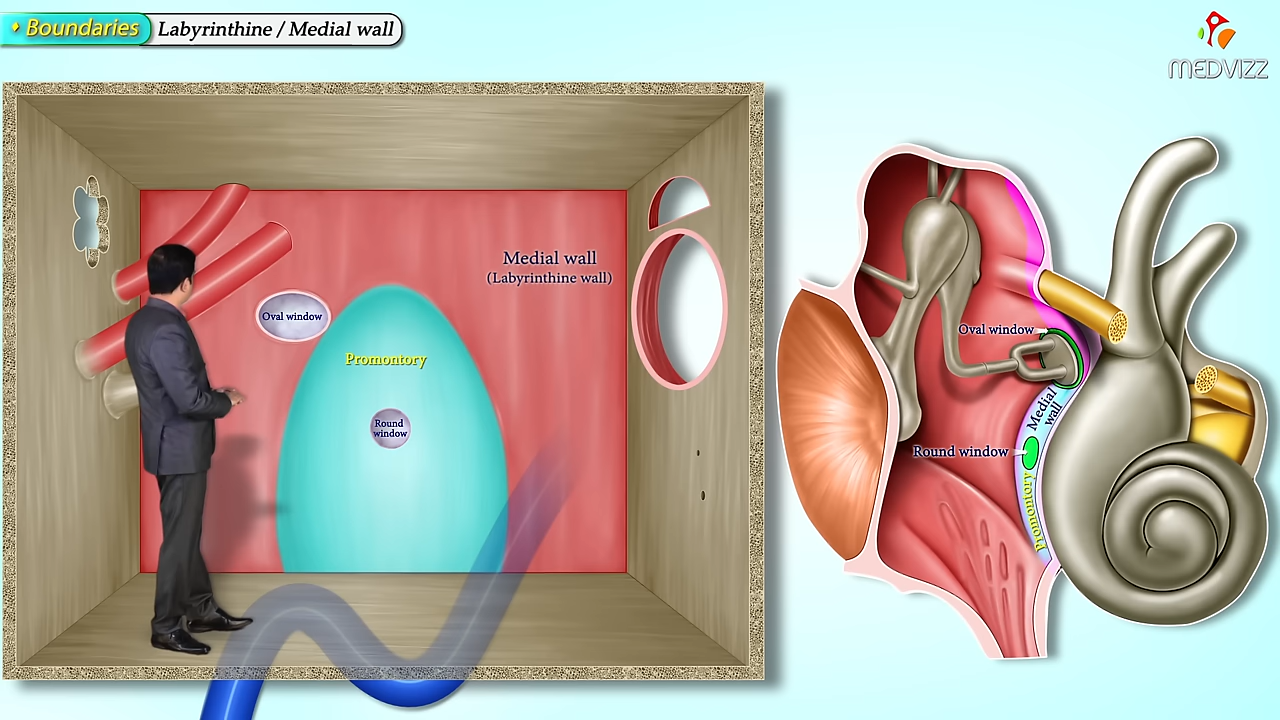 Boundaries
Labyrinthine / Medial wall
MEDVIZZ
Medial wall
(Labyrinthine wall)
Oval window
Promontory
Round
window
Oval window
Medial
wall
Round window
Promontory